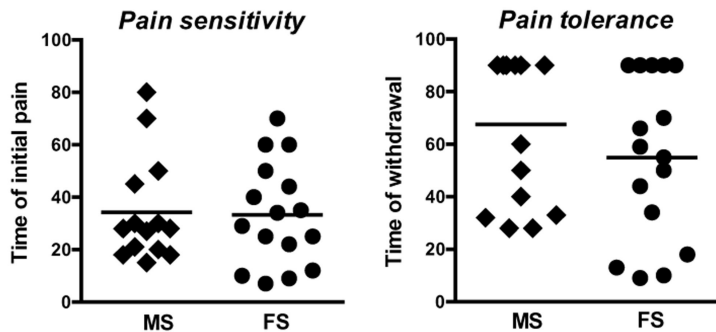 Pain sensitivity
Time of initial pain
100
80
60
40
20
0
MS FS
Pain tolerance
Time of withdrawal
100
80
60
40
20
0
MS FS